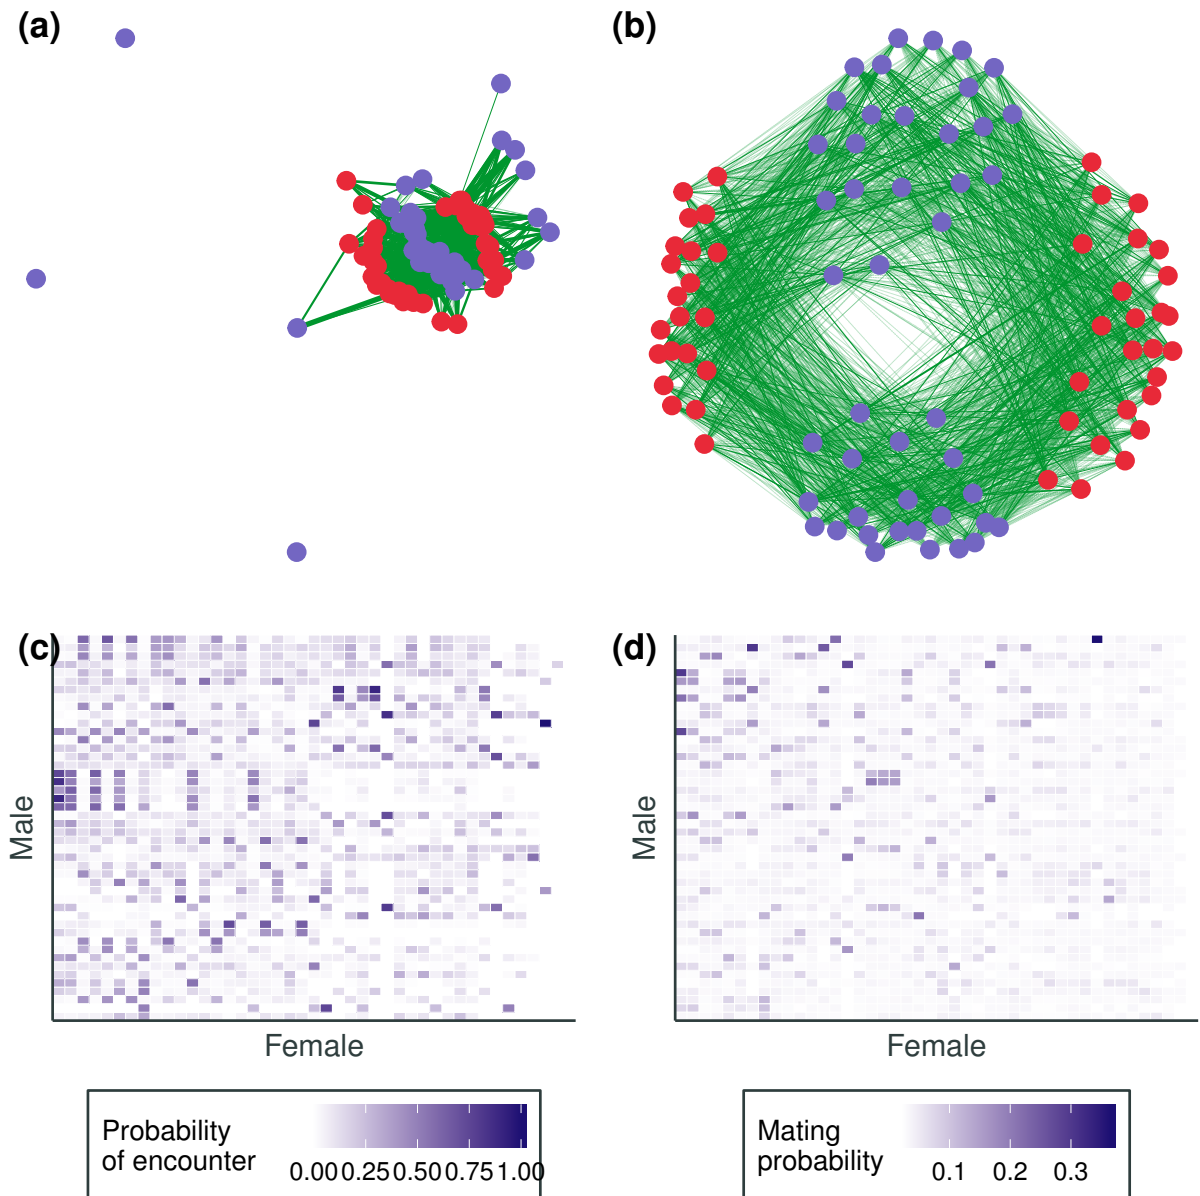 (a)
(b)
(c)
(d)
Male
Male
Female
Female
Probability
of encounter
0.00 0.25 0.50 0.75 1.00
Mating
probability
0.1 0.2 0.3